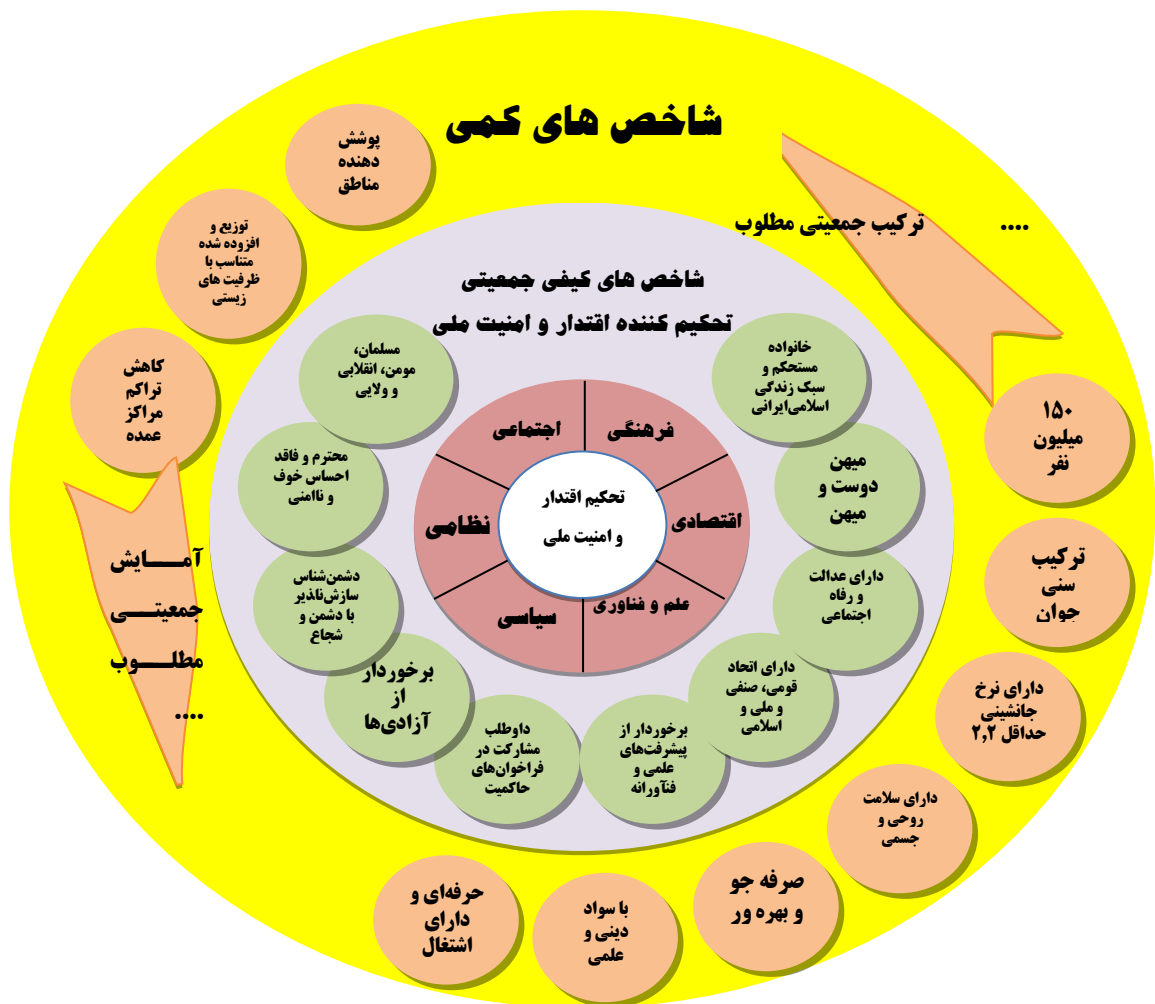 شاخص های کمی
پوشش
دهنده
مناطق
توزیع و
افزوده شده
متناسب با
ظرفیت های
زیستی
کاهش
تراکم
مراکز
عمده
آمـــــایش
جمعیتـــــی
مطلـــــوب
....
ترکیب جمعیتی مطلوب
....
۱۵۰
میلیون
نفر
ترکیب
سنی
جوان
دارای نرخ
جانشینی
حداقل ۲٫۲
دارای سلامت
روحی و
جسمی
صرفه جو
و بهره ور
با سواد
دینی و
علمی
حرفه‌ای و
دارای
اشتغال
شاخص های کیفی جمعیتی
تحکیم کننده اقتدار و امنیت ملی
خانواده
مستحکم و
سبک زندگی
اسلامی‌ایرانی
میهن
دوست و
میهن
دارای عدالت
و رفاه
اجتماعی
دارای اتحاد
قومی، صنفی
و ملی و
اسلامی
برخوردار از
پیشرفت‌های
علمی و
فنآورانه
داوطلب
مشارکت در
فراخوان‌های
حاکمیت
برخوردار
از
آزادی‌ها
دشمن‌شناس
سازش‌ناپذیر
با دشمن و
شجاع
محترم و فاقد
احساس خوف
و ناامنی
مسلمان،
مومن، انقلابی
و ولایی
فرهنگی
اجتماعی
اقتصادی
نظامی
علم و فناوری
سیاسی
تحکیم اقتدار
و امنیت ملی